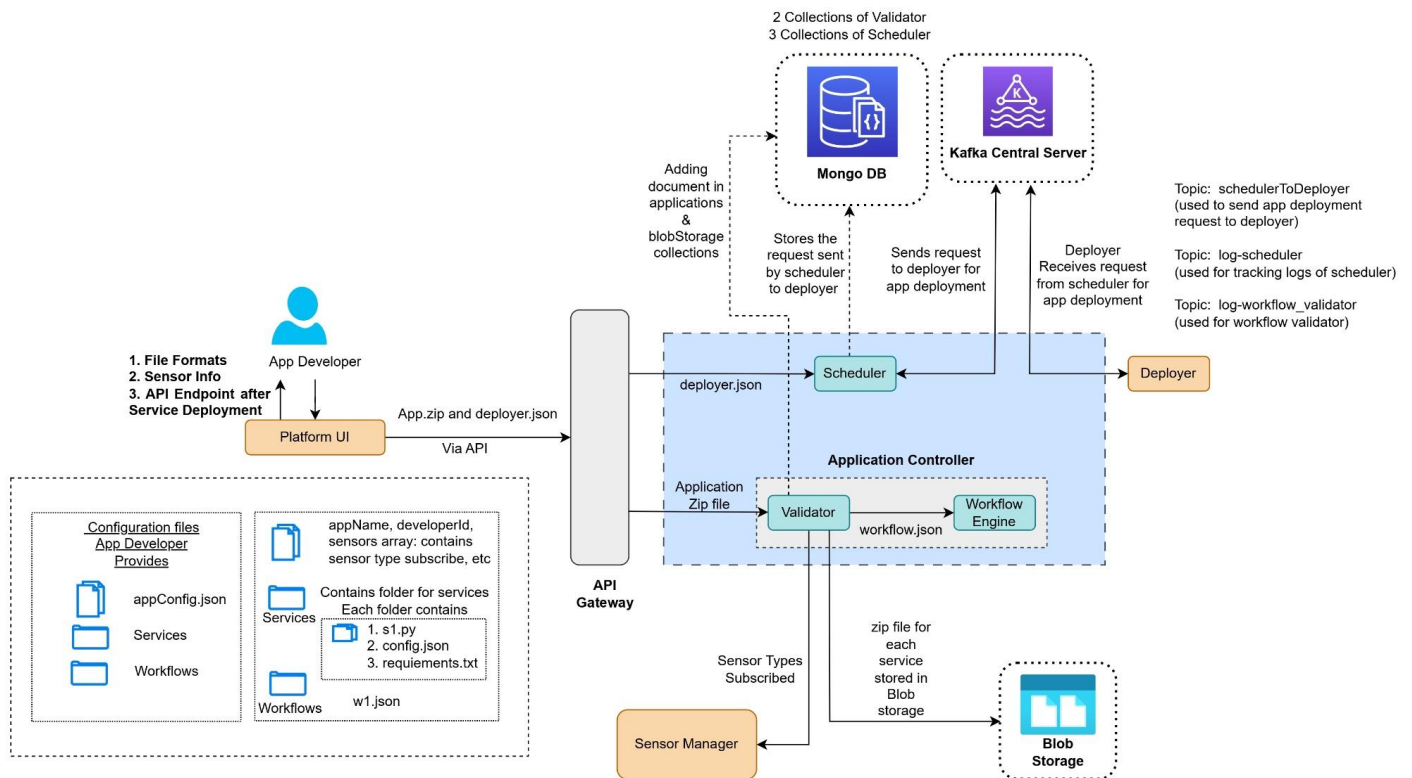 2 Collections of Validator
3 Collections of Scheduler
Mongo DB
K
Kafka Central Server
Adding
document in
applications
&
blobStorage
collections
Stores the
request sent
by scheduler
to deployer
Sends request
to deployer for
app deployment
Deployer
Receives request
from scheduler for
app deployment
Topic: schedulerToDeployer
(used to send app deployment
request to deployer)
Topic: log-scheduler
(used for tracking logs of scheduler)
Topic: log-workflow_validator
(used for workflow validator)
App Developer
1. File Formats
2. Sensor Info
3. API Endpoint after
Service Deployment
Platform UI
App.zip and deployer.json
Via API
API
Gateway
deployer.json
Scheduler
Deployer
Application Controller
Application
Zip file
Validator
workflow.json
Workflow
Engine
Configuration files
App Developer
Provides
appConfig.json
Services
Workflows
appName, developerId,
sensors array: contains
sensor type subscribe, etc
Contains folder for services
Each folder contains
Services
1. s1.py
2. config.json
3. requiements.txt
Workflows
w1.json
Sensor Types
Subscribed
Sensor Manager
zip file for
each
service
stored in
Blob
storage
Blob
Storage